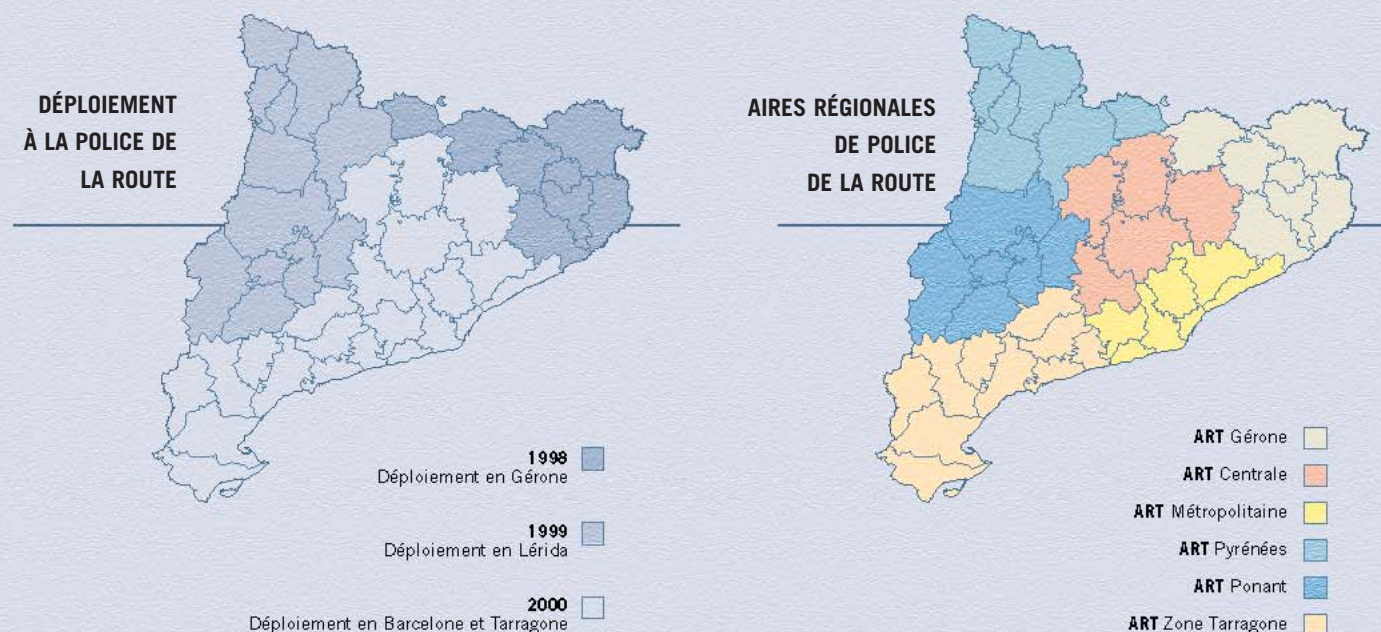 DÉPLOIEMENT
À LA POLICE DE
LA ROUTE
1998
Déploiement en Gérone
1999
Déploiement en Lérida
2000
Déploiement en Barcelone et Tarragone
AIRES RÉGIONALES
DE POLICE
DE LA ROUTE
ART Gérone
ART Centrale
ART Métropolitaine
ART Pyrénées
ART Ponant
ART Zone Tarragone